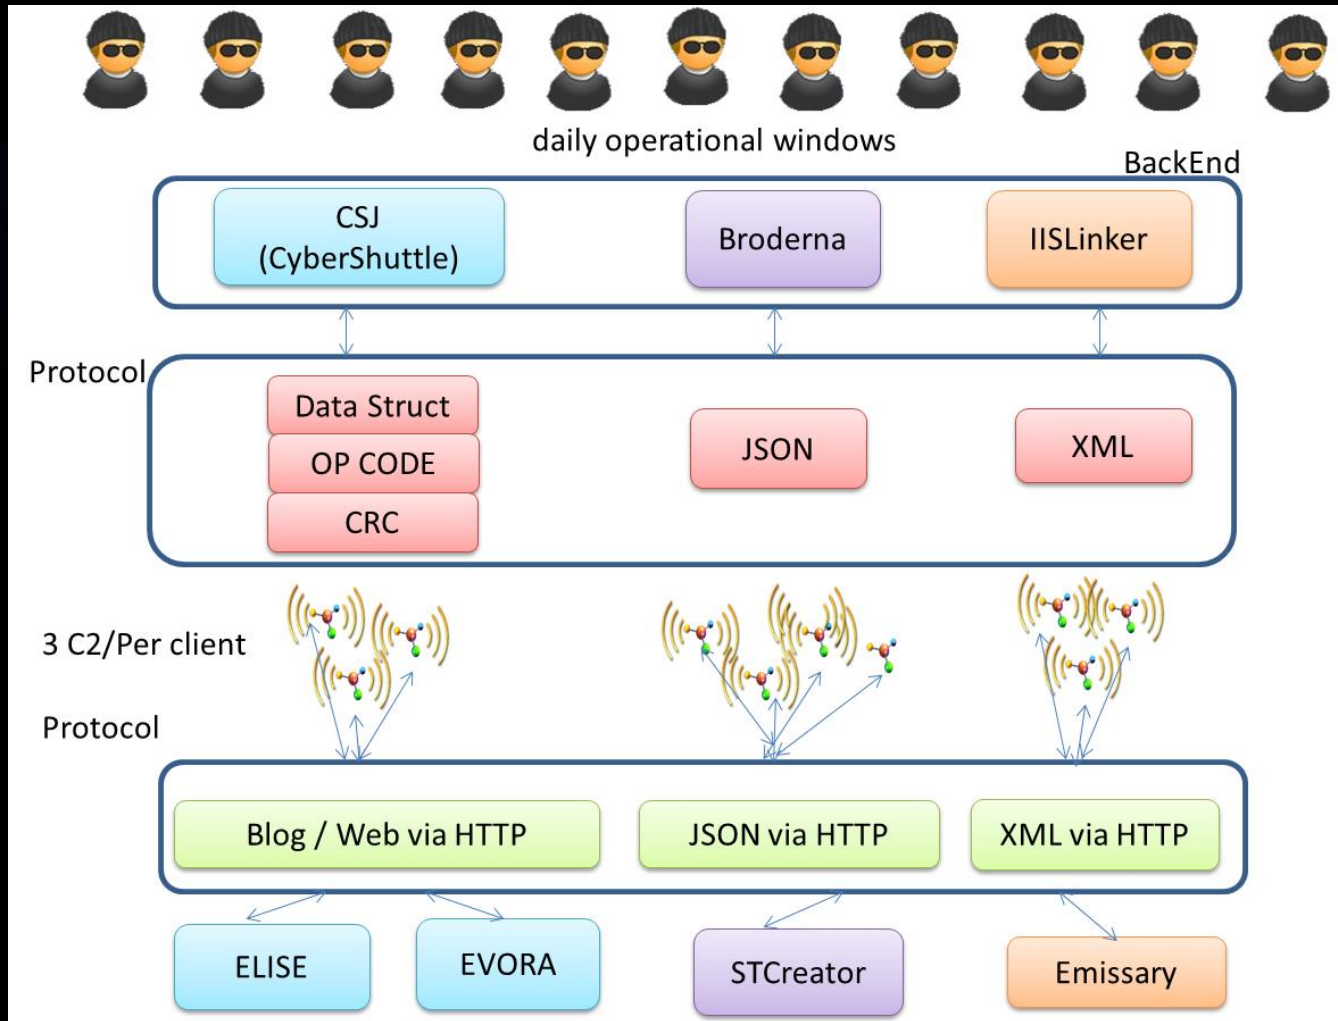 daily operational windows
BackEnd
CSJ
(CyberShuttle)
Broderna
IISLinker
Protocol
Data Struct
OP CODE
CRC
JSON
XML
3 C2/Per client
Protocol
Blog / Web via HTTP
JSON via HTTP
XML via HTTP
ELISE
EVORA
STCreator
Emissary